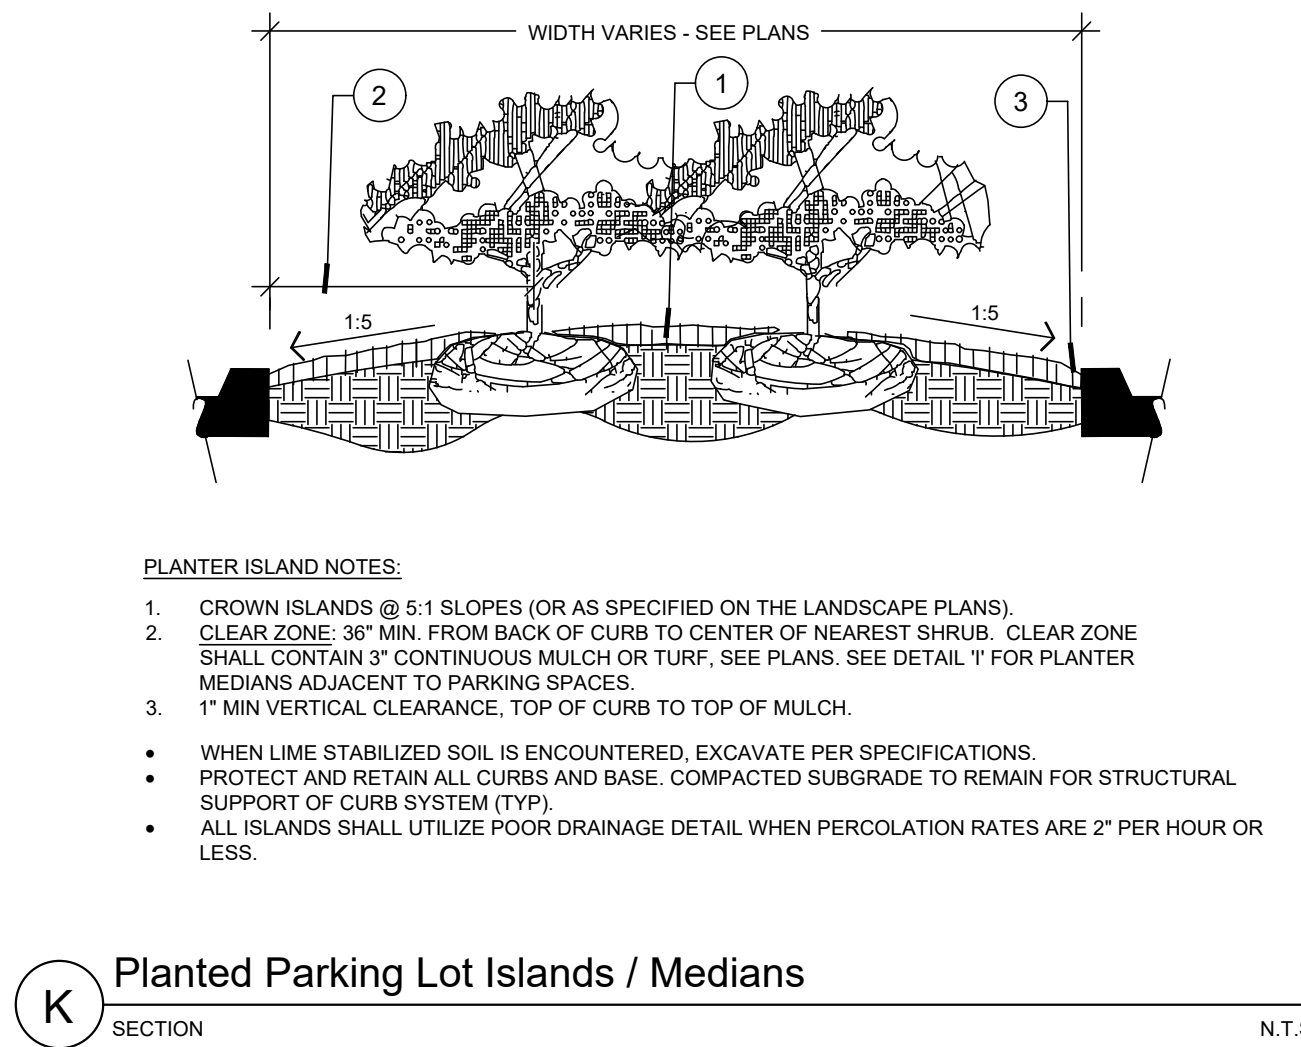 WIDTH VARIES - SEE PLANS
2
1
3
1:5
1:5
PLANTER ISLAND NOTES:
1. CROWN ISLANDS @ 5:1 SLOPES (OR AS SPECIFIED ON THE LANDSCAPE PLANS).
2. CLEAR ZONE: 36" MIN. FROM BACK OF CURB TO CENTER OF NEAREST SHRUB. CLEAR ZONE
SHALL CONTAIN 3" CONTINUOUS MULCH OR TURF, SEE PLANS. SEE DETAIL 'I' FOR PLANTER
MEDIANS ADJACENT TO PARKING SPACES.
3. 1" MIN VERTICAL CLEARANCE, TOP OF CURB TO TOP OF MULCH.
• WHEN LIME STABILIZED SOIL IS ENCOUNTERED, EXCAVATE PER SPECIFICATIONS.
• PROTECT AND RETAIN ALL CURBS AND BASE. COMPACTED SUBGRADE TO REMAIN FOR STRUCTURAL
SUPPORT OF CURB SYSTEM (TYP).
• ALL ISLANDS SHALL UTILIZE POOR DRAINAGE DETAIL WHEN PERCOLATION RATES ARE 2" PER HOUR OR
LESS.
K
Planted Parking Lot Islands / Medians
SECTION
N.T.S